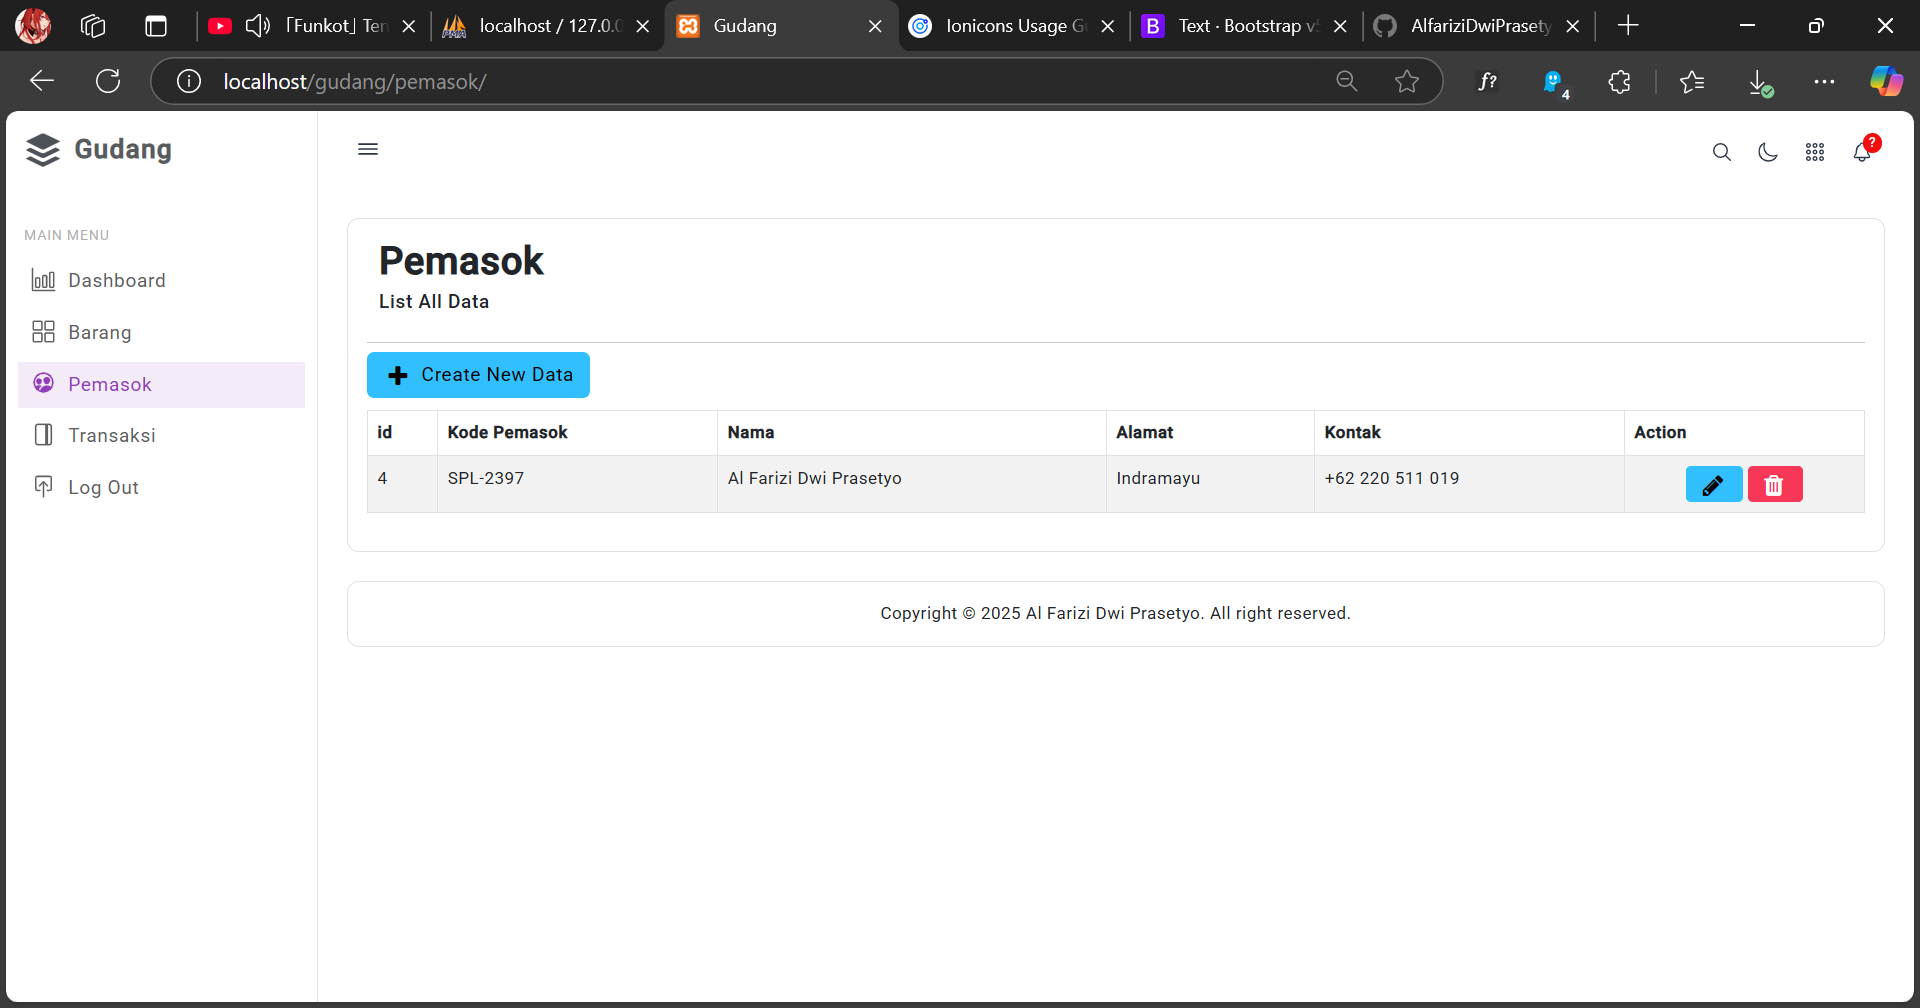 「Funkot」Ten
localhost / 127.0.0
Gudang
Ionicons Usage G
Text · Bootstrap v5
AlfariziDwiPrasety
localhost/gudang/pemasok/
f?
4
Gudang
?
MAIN MENU
Dashboard
Barang
Pemasok
Transaksi
Log Out
Pemasok
List All Data
Create New Data
id Kode Pemasok Nama Alamat Kontak Action
4 SPL-2397 Al Farizi Dwi Prasetyo Indramayu +62 220 511 019
Copyright © 2025 Al Farizi Dwi Prasetyo. All right reserved.